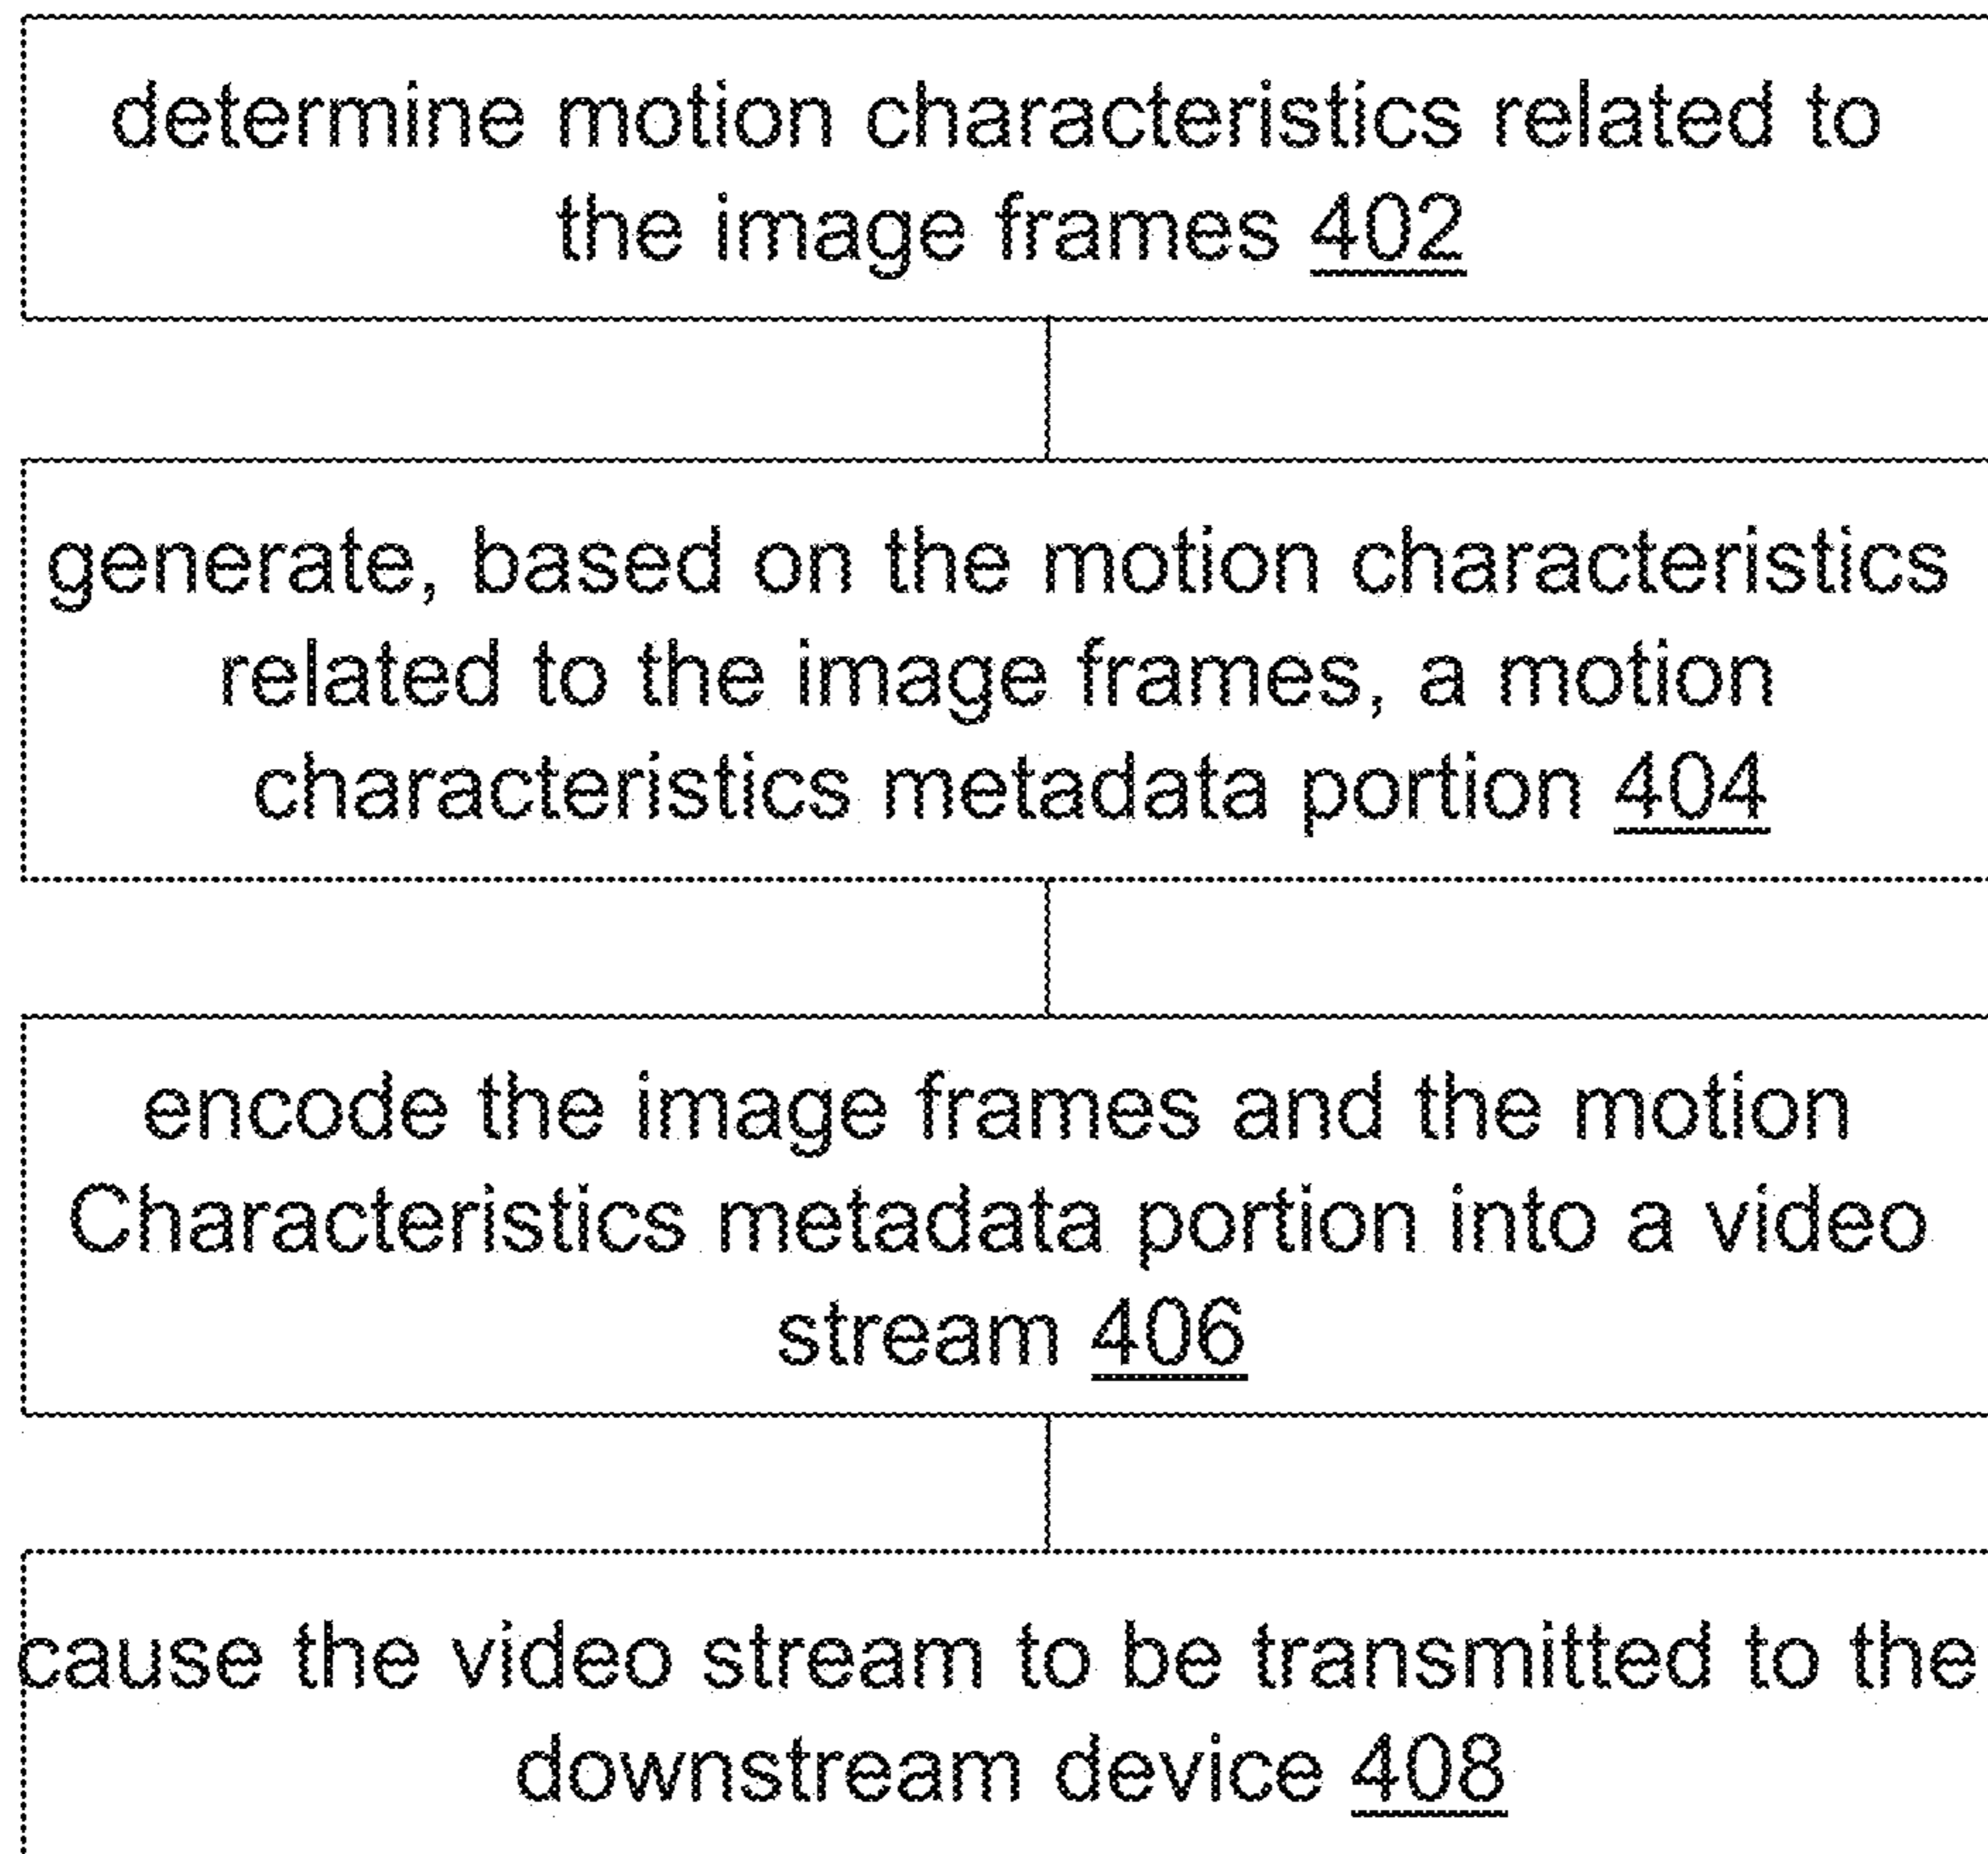 determine motion characteristics related to
the image frames 402
generate, based on the motion characteristics
related to the image frames, a motion
characteristics metadata portion 404
encode the image frames and the motion
Characteristics metadata portion into a video
stream 406
cause the video stream to be transmitted to the
downstream device 408